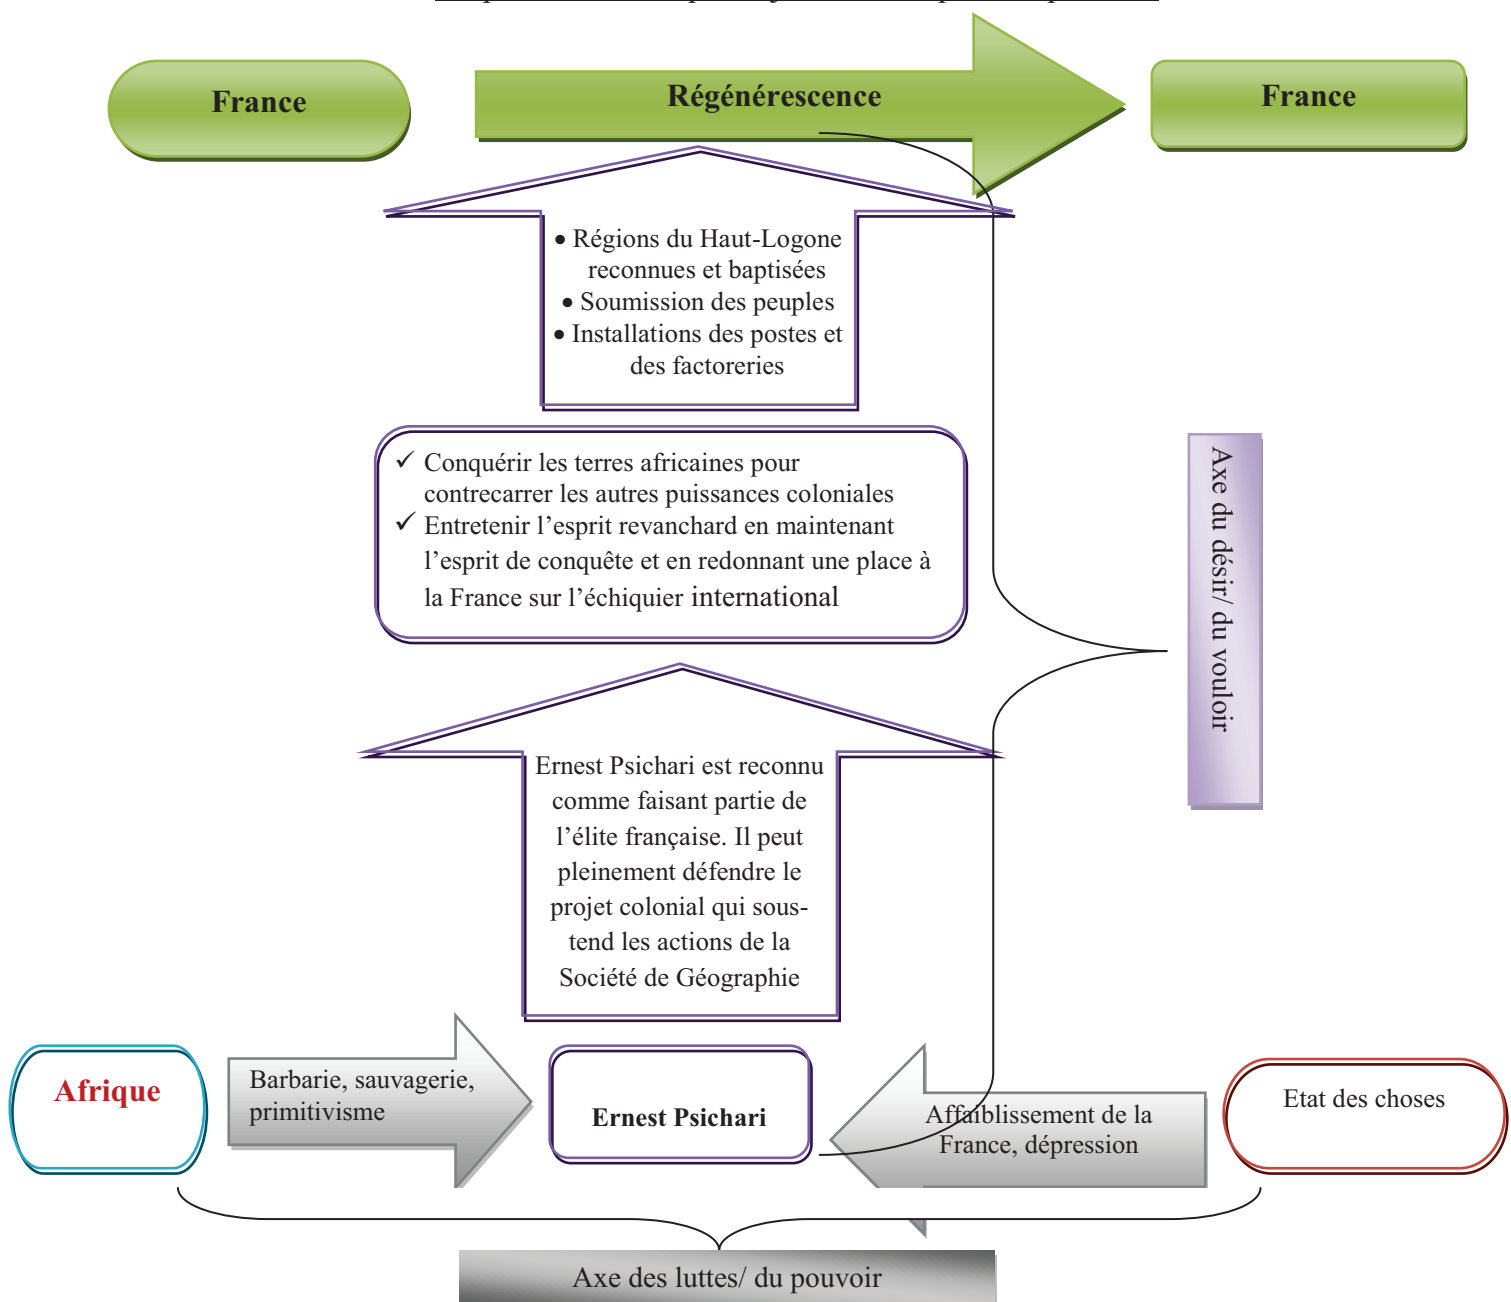 France
Régénérescence
France
• Régions du Haut-Logone
reconnues et baptisées
• Soumission des peuples
• Installations des postes et
des factoreries
✓ Conquérir les terres africaines pour
contrecarrer les autres puissances coloniales
✓ Entretenir l’esprit revanchard en maintenant
l’esprit de conquête et en redonnant une place à
la France sur l’échiquier international
Axe du désir/ du vouloir
Ernest Psichari est reconnu
comme faisant partie de
l’élite française. Il peut
pleinement défendre le
projet colonial qui sous-
tend les actions de la
Société de Géographie
Afrique
Barbarie, sauvagerie,
primitivisme
Ernest Psichari
Affaiblissement de la
France, dépression
Etat des choses
Axe des luttes/ du pouvoir